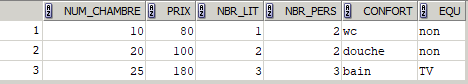 NUM_CHAMBRE PRIX NBR_LIT NBR_PERS CONFORT EQU
1 10 80 1 2 wc non
2 20 100 2 2 douche non
3 25 180 3 3 bain TV